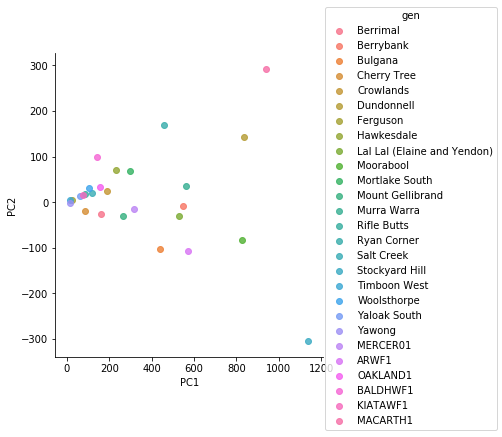 gen
Berrimal
Berrybank
Bulgana
Cherry Tree
Crowlands
Dundonnell
Ferguson
Hawkesdale
Lal Lal (Elaine and Yendon)
Moorabool
Mortlake South
Mount Gellibrand
Murra Warra
Rifle Butts
Ryan Corner
Salt Creek
Stockyard Hill
Timboon West
Woolsthorpe
Yaloak South
Yawong
MERCER01
ARWF1
OAKLAND1
BALDHWF1
KIATAWF1
MACARTH1
300
200
100
0
−100
−200
−300
PC2
0 200 400 600 800 1000 1200
PC1